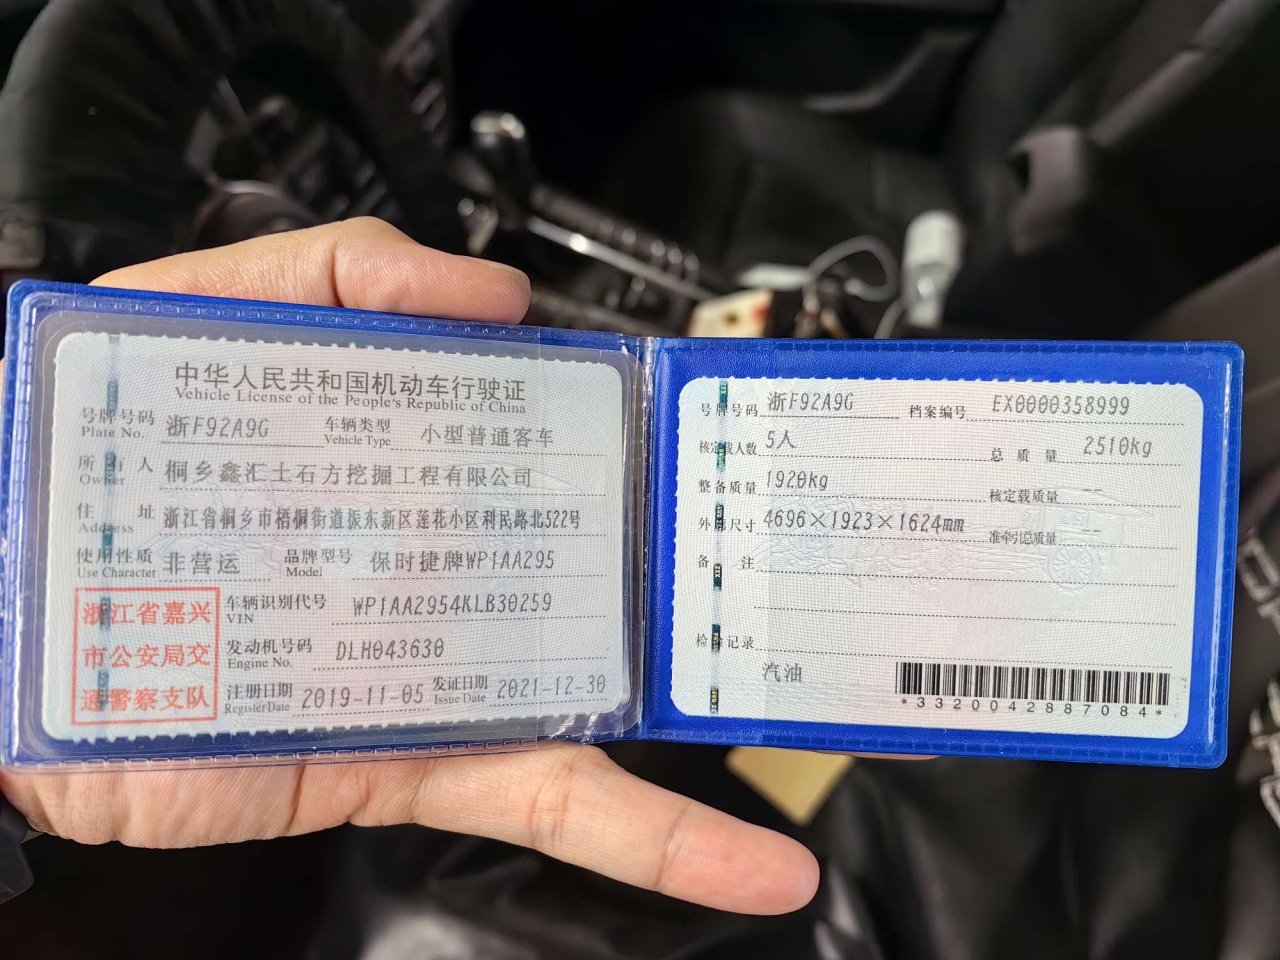 中华人民共和国机动车行驶证
Vehicle License of the People's Republic of China
号牌号码 Plate No. 浙F92A9G 车辆类型 Vehicle Type 小型普通客车
所有人 Owner 桐乡鑫汇土石方挖掘工程有限公司
住址 Address 浙江省桐乡市梧桐街道振东新区莲花小区利民路北522号
使用性质 Use Character 非营运 品牌型号 Model 保时捷牌WP1AA295
车辆识别代号 VIN WP1AA2954KLB30259
发动机号码 Engine No. DLH043630
注册日期 Register Date 2019-11-05 发证日期 Issue Date 2021-12-30
浙江省嘉兴
市公安局交
通警察支队
号牌号码 浙F92A9G 档案编号 EX0000358999
核定载人数 5人 总质量 2510kg
整备质量 1920kg 核定载质量 --
外廓尺寸 4696×1923×1624mm 准牵引总质量 --
备注
检验记录
汽油
*3320042887084*